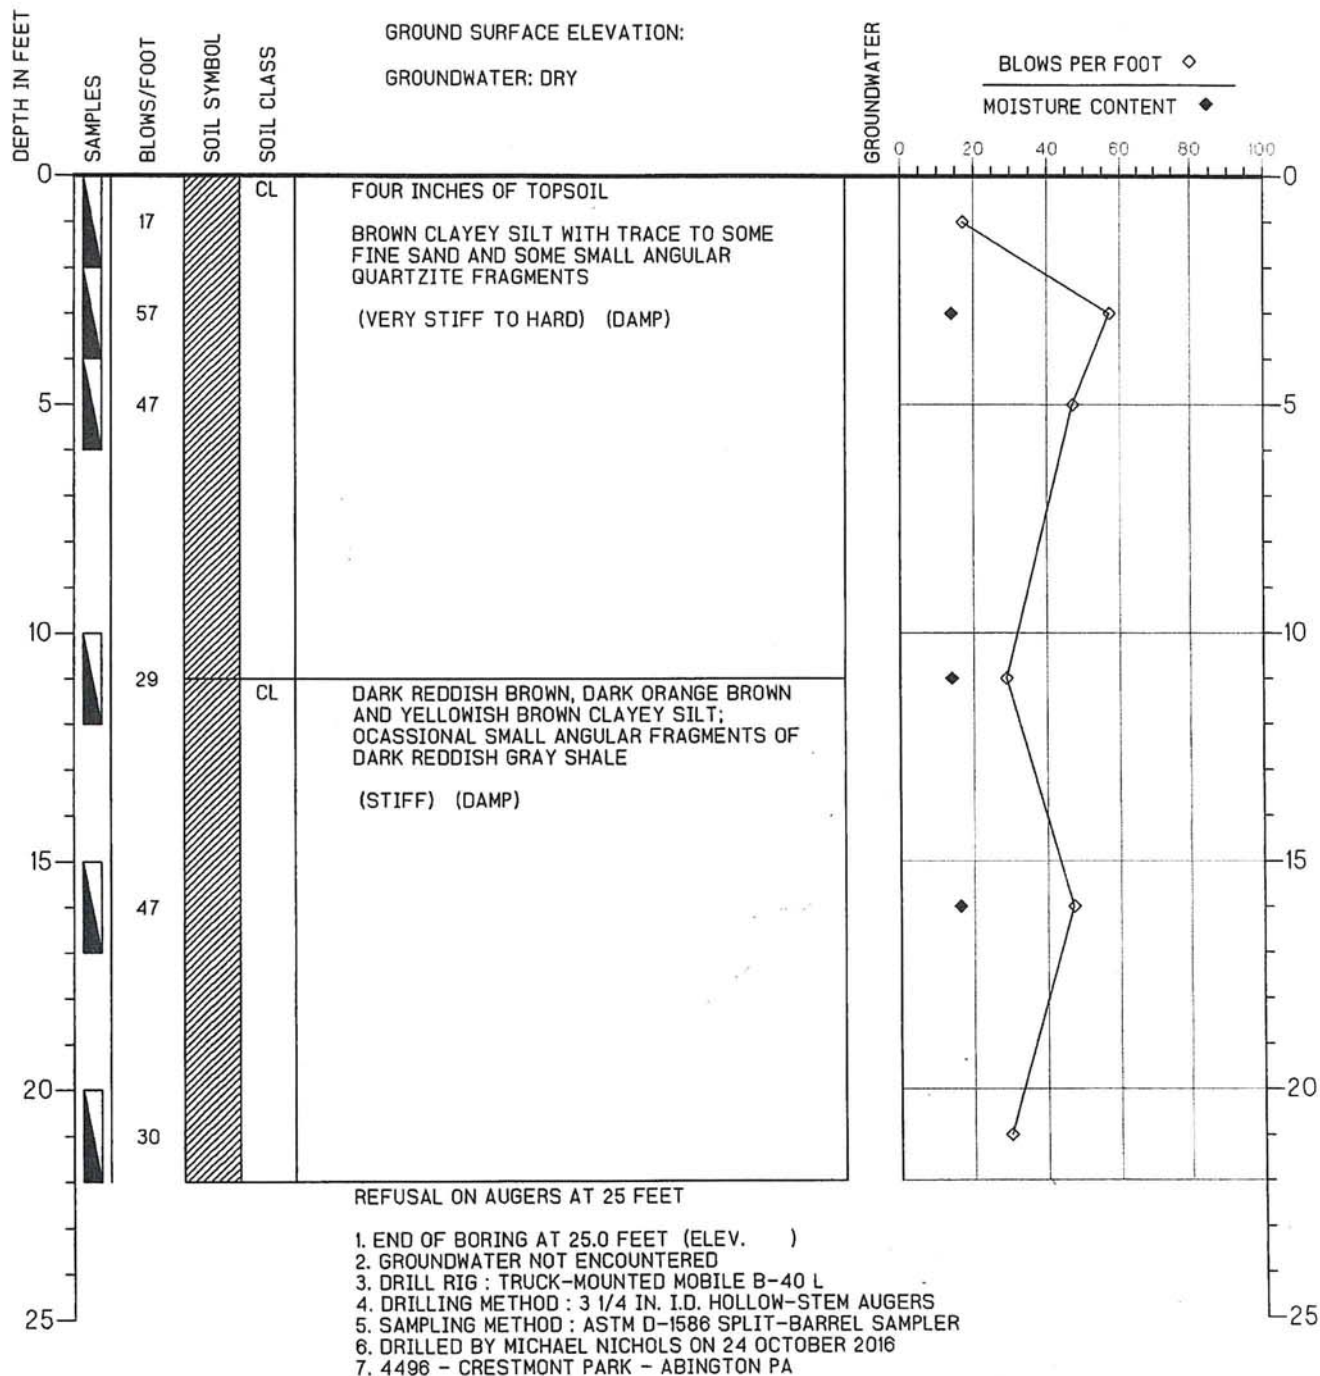 DEPTH IN FEET
SAMPLES
BLOWS/FOOT
SOIL SYMBOL
SOIL CLASS
GROUND SURFACE ELEVATION:
GROUNDWATER: DRY
GROUNDWATER
BLOWS PER FOOT
MOISTURE CONTENT
0 20 40 60 80 100
0 0
CL FOUR INCHES OF TOPSOIL
17
BROWN CLAYEY SILT WITH TRACE TO SOME
FINE SAND AND SOME SMALL ANGULAR
QUARTZITE FRAGMENTS
57 (VERY STIFF TO HARD) (DAMP)
5 47 5
10 10
29
CL DARK REDDISH BROWN, DARK ORANGE BROWN
AND YELLOWISH BROWN CLAYEY SILT;
OCASSIONAL SMALL ANGULAR FRAGMENTS OF
DARK REDDISH GRAY SHALE
(STIFF) (DAMP)
15 15
47
20 20
30
REFUSAL ON AUGERS AT 25 FEET
1. END OF BORING AT 25.0 FEET (ELEV. )
2. GROUNDWATER NOT ENCOUNTERED
3. DRILL RIG : TRUCK-MOUNTED MOBILE B-40 L
4. DRILLING METHOD : 3 1/4 IN. I.D. HOLLOW-STEM AUGERS
25 25
5. SAMPLING METHOD : ASTM D-1586 SPLIT-BARREL SAMPLER
6. DRILLED BY MICHAEL NICHOLS ON 24 OCTOBER 2016
7. 4496 - CRESTMONT PARK - ABINGTON PA